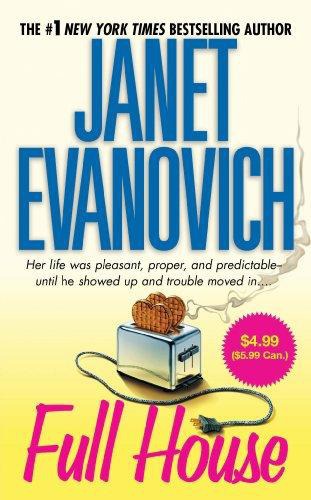 THE #1 NEW YORK TIMES BESTSELLING AUTHOR
JANET
EVANOVICH
Her life was pleasant, proper, and predictable–
until he showed up and trouble moved in....
$4.99
($5.99 Can.)
Full House